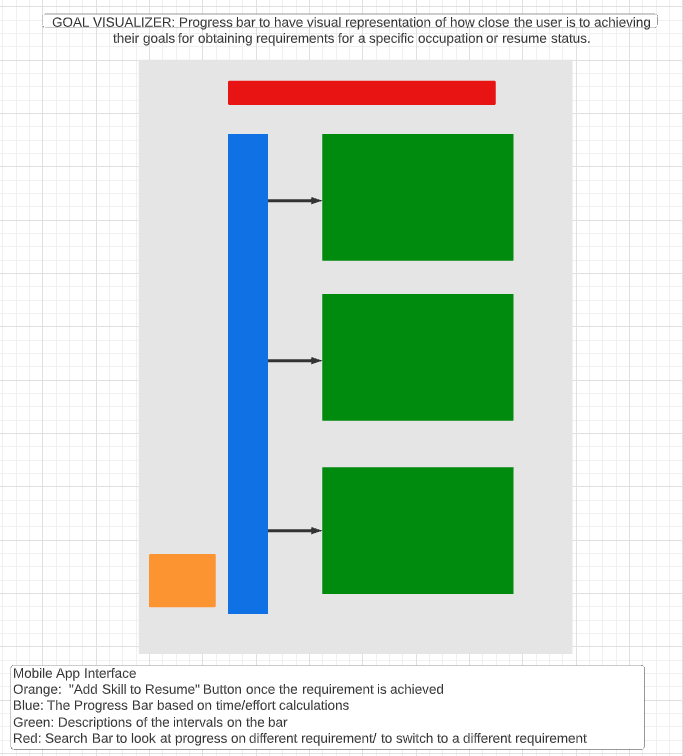 GOAL VISUALIZER: Progress bar to have visual representation of how close the user is to achieving
their goals for obtaining requirements for a specific occupation or resume status.
Mobile App Interface
Orange:  "Add Skill to Resume" Button once the requirement is achieved
Blue: The Progress Bar based on time/effort calculations
Green: Descriptions of the intervals on the bar
Red: Search Bar to look at progress on different requirement/ to switch to a different requirement